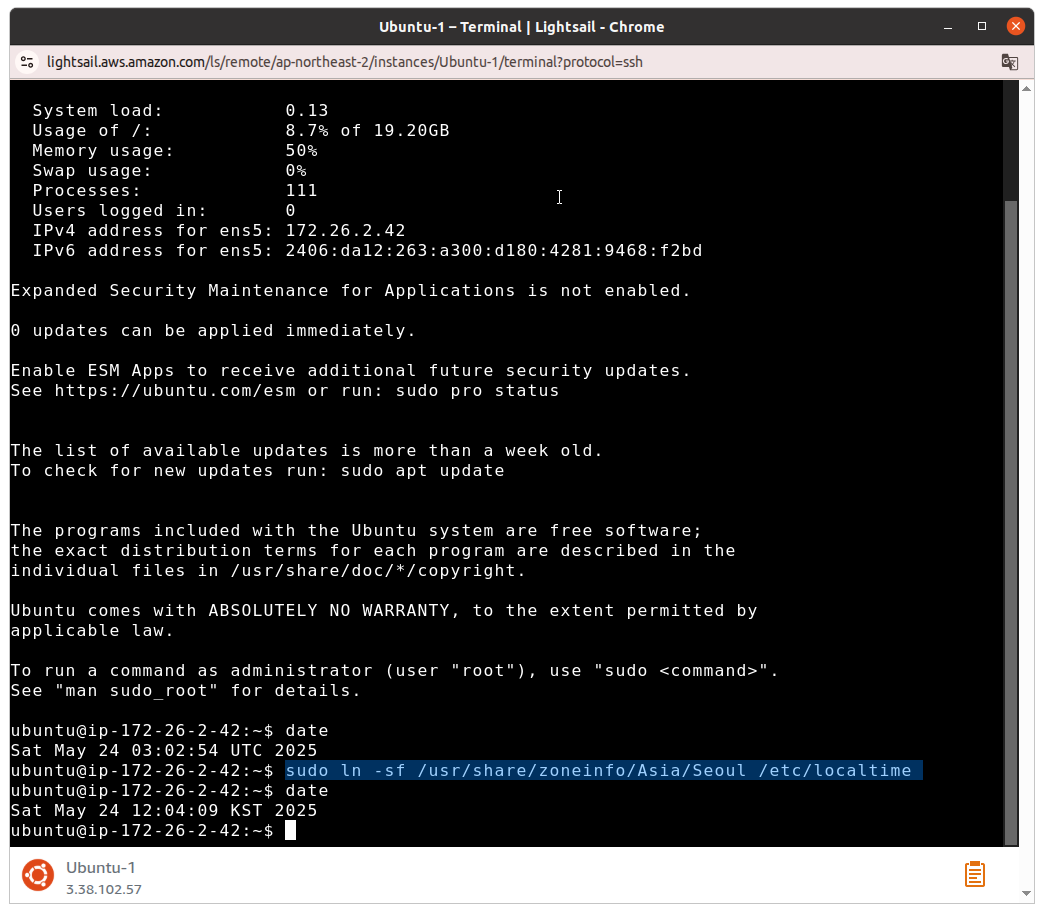 Ubuntu-1 – Terminal | Lightsail - Chrome
lightsail.aws.amazon.com/ls/remote/ap-northeast-2/instances/Ubuntu-1/terminal?protocol=ssh
System load: 0.13
Usage of /: 8.7% of 19.20GB
Memory usage: 50%
Swap usage: 0%
Processes: 111
Users logged in: 0
IPv4 address for ens5: 172.26.2.42
IPv6 address for ens5: 2406:da12:263:a300:d180:4281:9468:f2bd
Expanded Security Maintenance for Applications is not enabled.
0 updates can be applied immediately.
Enable ESM Apps to receive additional future security updates.
See https://ubuntu.com/esm or run: sudo pro status
The list of available updates is more than a week old.
To check for new updates run: sudo apt update
The programs included with the Ubuntu system are free software;
the exact distribution terms for each program are described in the
individual files in /usr/share/doc/*/copyright.
Ubuntu comes with ABSOLUTELY NO WARRANTY, to the extent permitted by
applicable law.
To run a command as administrator (user "root"), use "sudo <command>".
See "man sudo_root" for details.
ubuntu@ip-172-26-2-42:~$ date
Sat May 24 03:02:54 UTC 2025
ubuntu@ip-172-26-2-42:~$ sudo ln -sf /usr/share/zoneinfo/Asia/Seoul /etc/localtime
ubuntu@ip-172-26-2-42:~$ date
Sat May 24 12:04:09 KST 2025
ubuntu@ip-172-26-2-42:~$
Ubuntu-1
3.38.102.57